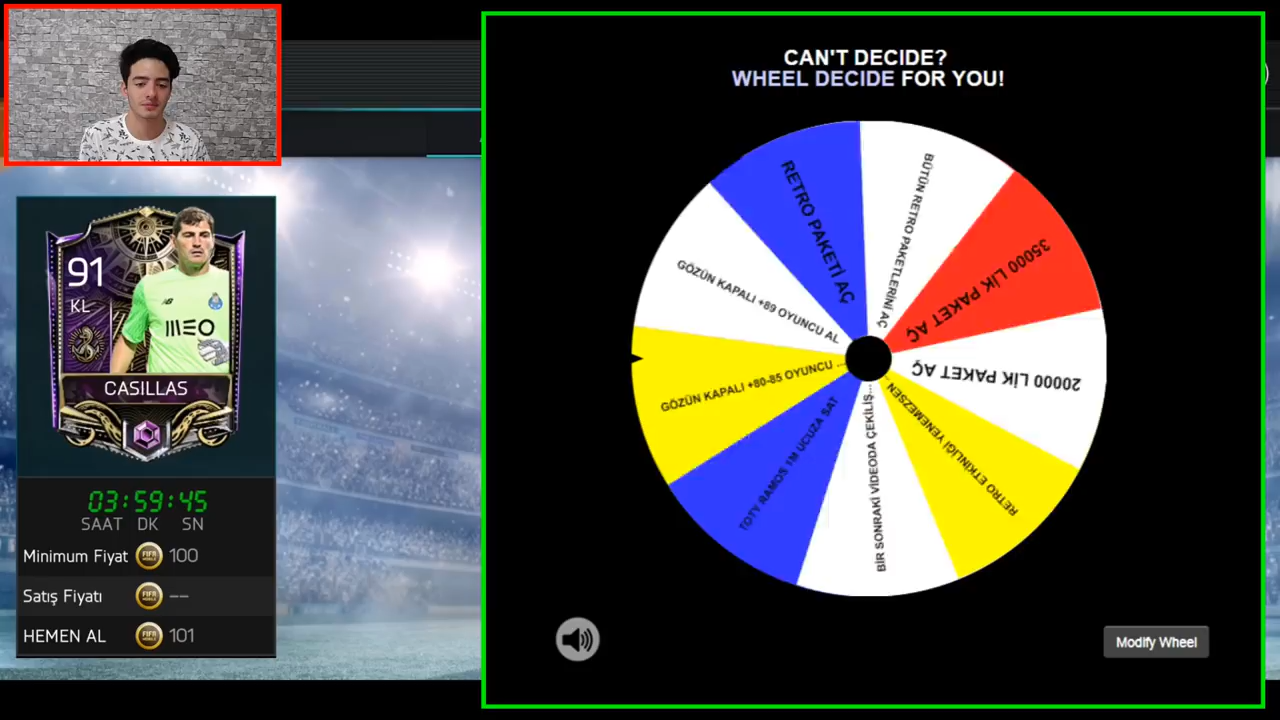 CAN'T DECIDE?
WHEEL DECIDE FOR YOU!
91
KL
MEO
CASILLAS
03:59:45
SAAT DK SN
Minimum Fiyat 100
Satış Fiyatı --
HEMEN AL 101
RETRO PAKETİ AÇ
BÜTÜN RETRO PAKETLERİNİ AÇ
35000 LİK PAKET AÇ
20000 LİK PAKET AÇ
RETRO ETKINLIĞI YENEMEZSEN...
BİR SONRAKİ VİDEODA ÇEKİLİŞ...
TOTY RAMOS 1M UCUZA SAT
GÖZÜN KAPALI +80-85 OYUNCU ...
GÖZÜN KAPALI +89 OYUNCU AL
Modify Wheel